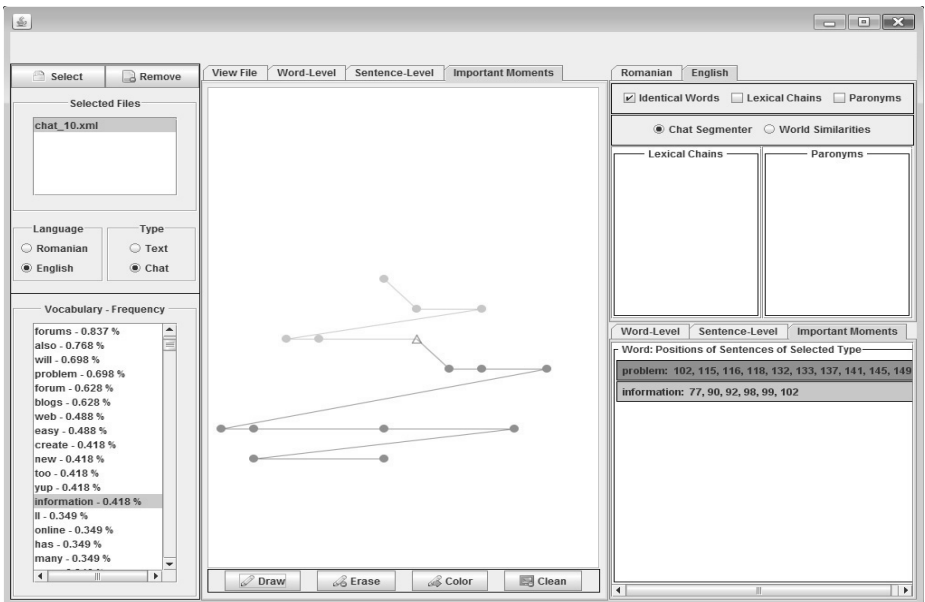 Select
Remove
Selected Files
chat_10.xml
Language
Romanian
English
Type
Text
Chat
Vocabulary - Frequency
forums - 0.837 %
also - 0.768 %
will - 0.698 %
problem - 0.698 %
forum - 0.628 %
blogs - 0.628 %
web - 0.488 %
easy - 0.488 %
create - 0.418 %
new - 0.418 %
too - 0.418 %
yup - 0.418 %
information - 0.418 %
ll - 0.349 %
online - 0.349 %
has - 0.349 %
many - 0.349 %
View File Word-Level Sentence-Level Important Moments
Draw Erase Color Clean
Romanian English
Identical Words Lexical Chains Paronyms
Chat Segmenter World Similarities
Lexical Chains
Paronyms
Word-Level Sentence-Level Important Moments
Word: Positions of Sentences of Selected Type
problem: 102, 115, 116, 118, 132, 133, 137, 141, 145, 149
information: 77, 90, 92, 98, 99, 102